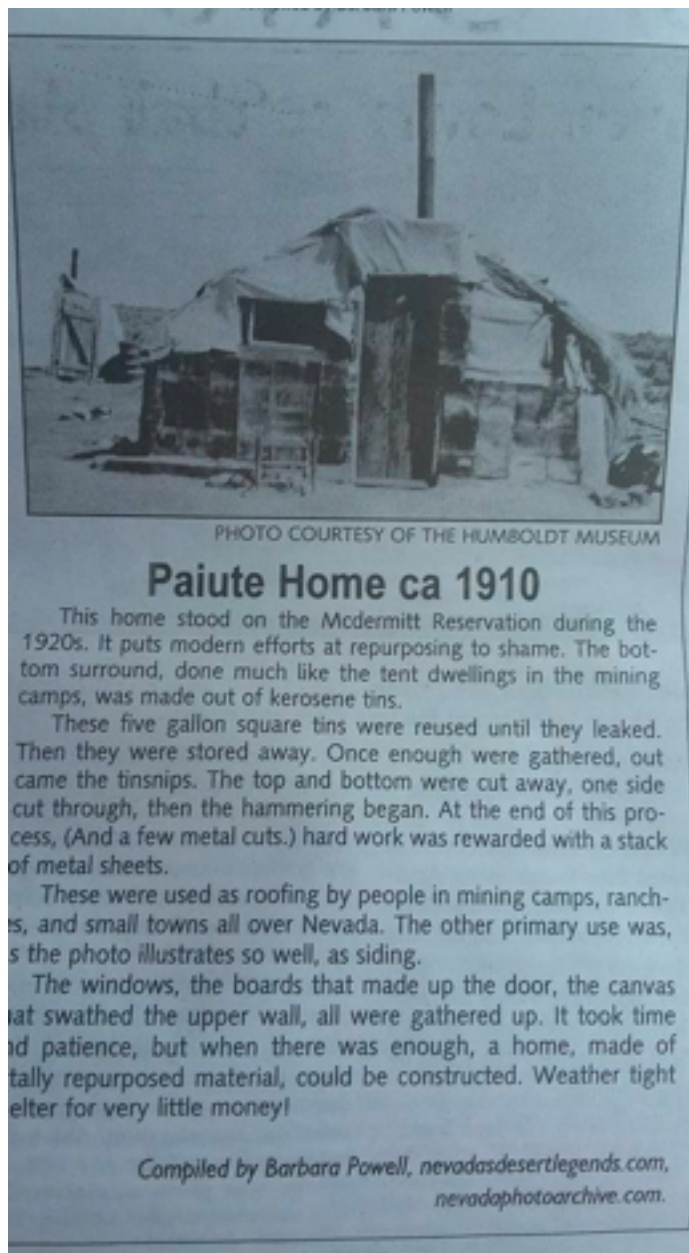 PHOTO COURTESY OF THE HUMBOLDT MUSEUM
Paiute Home ca 1910
This home stood on the Mcdermitt Reservation during the
1920s. It puts modern efforts at repurposing to shame. The bot-
tom surround, done much like the tent dwellings in the mining
camps, was made out of kerosene tins.
These five gallon square tins were reused until they leaked.
Then they were stored away. Once enough were gathered, out
came the tinsnips. The top and bottom were cut away, one side
cut through, then the hammering began. At the end of this pro-
cess, (And a few metal cuts.) hard work was rewarded with a stack
of metal sheets.
These were used as roofing by people in mining camps, ranch-
es, and small towns all over Nevada. The other primary use was,
s the photo illustrates so well, as siding.
The windows, the boards that made up the door, the canvas
at swathed the upper wall, all were gathered up. It took time
nd patience, but when there was enough, a home, made of
tally repurposed material, could be constructed. Weather tight
elter for very little money!
Compiled by Barbara Powell, nevadasdesertlegends.com,
nevadaphotoarchive.com.